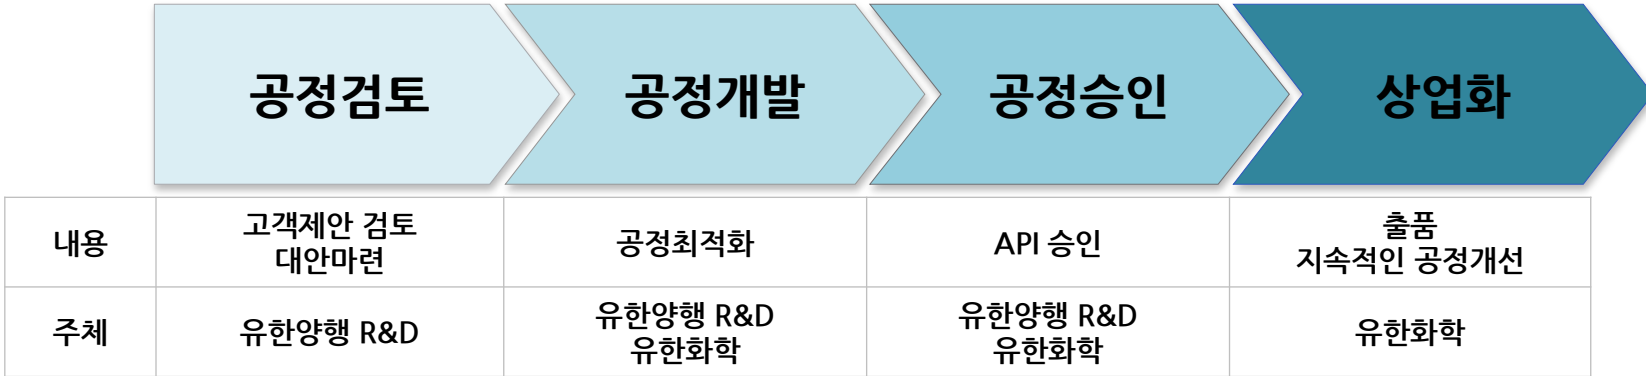 공정검토 공정개발 공정승인 상업화
내용 고객제안 검토 대안마련 공정최적화 API 승인 출품 지속적인 공정개선
주체 유한양행 R&D 유한양행 R&D 유한화학 유한양행 R&D 유한화학 유한화학